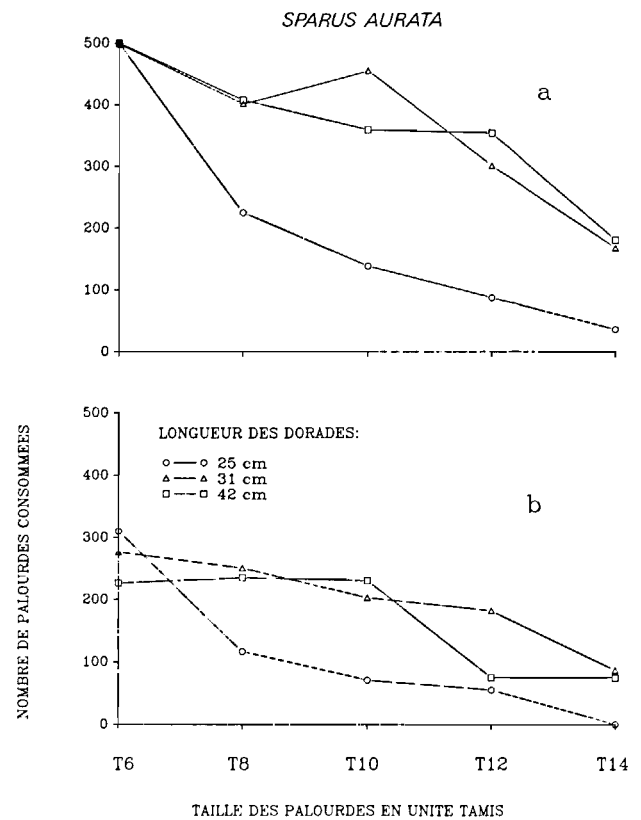 SPARUS AURATA
500
400
300
200
100
0
a
500
400
300
200
100
0
LONGUEUR DES DORADES:
25 cm
31 cm
42 cm
b
NOMBRE DE PALOURDES CONSOMMEES
T6 T8 T10 T12 T14
TAILLE DES PALOURDES EN UNITE TAMIS